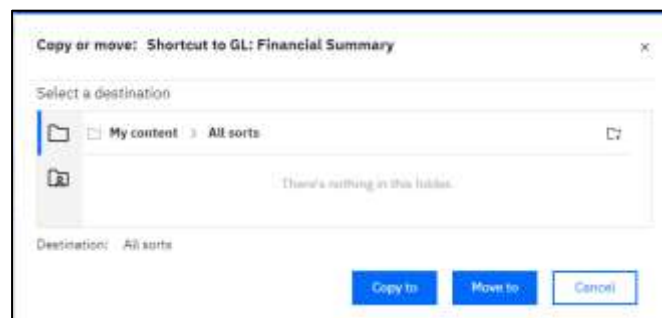 Copy or move: Shortcut to GL: Financial Summary ×
Select a destination
My content > All sorts
There's nothing in this folder.
Destination: All sorts
Copy to Move to Cancel